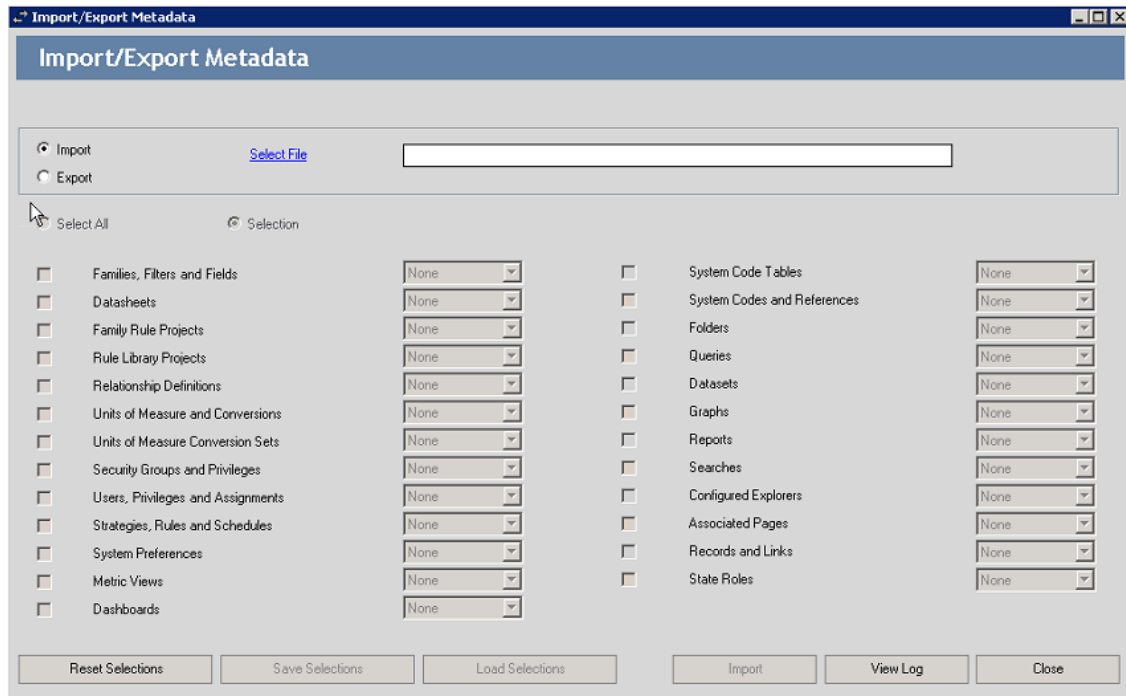 Import/Export Metadata
Import/Export Metadata
Import
Select File
Export
Select All
Selection
Families, Filters and Fields None
Datasheets None
Family Rule Projects None
Rule Library Projects None
Relationship Definitions None
Units of Measure and Conversions None
Units of Measure Conversion Sets None
Security Groups and Privileges None
Users, Privileges and Assignments None
Strategies, Rules and Schedules None
System Preferences None
Metric Views None
Dashboards None
System Code Tables None
System Codes and References None
Folders None
Queries None
Datasets None
Graphs None
Reports None
Searches None
Configured Explorers None
Associated Pages None
Records and Links None
State Roles None
Reset Selections
Save Selections
Load Selections
Import
View Log
Close